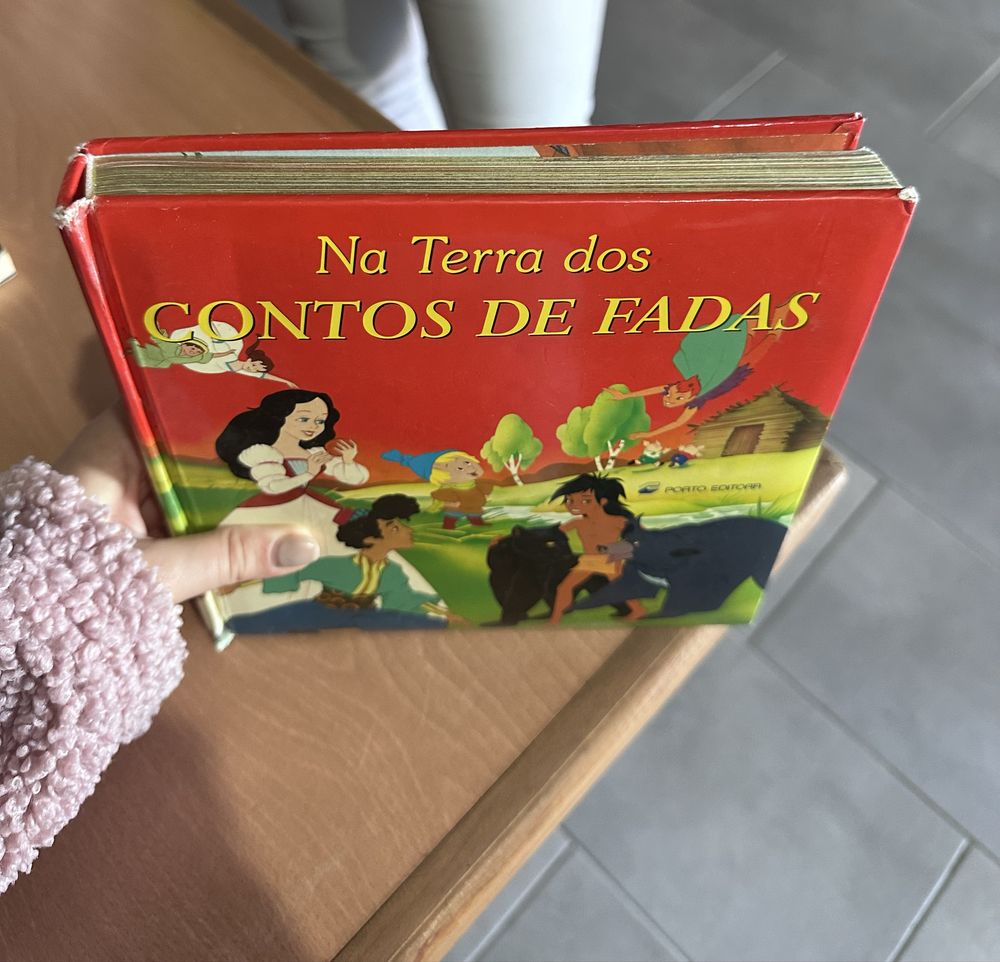 Na Terra dos
CONTOS DE FADAS
PORTO EDITORA